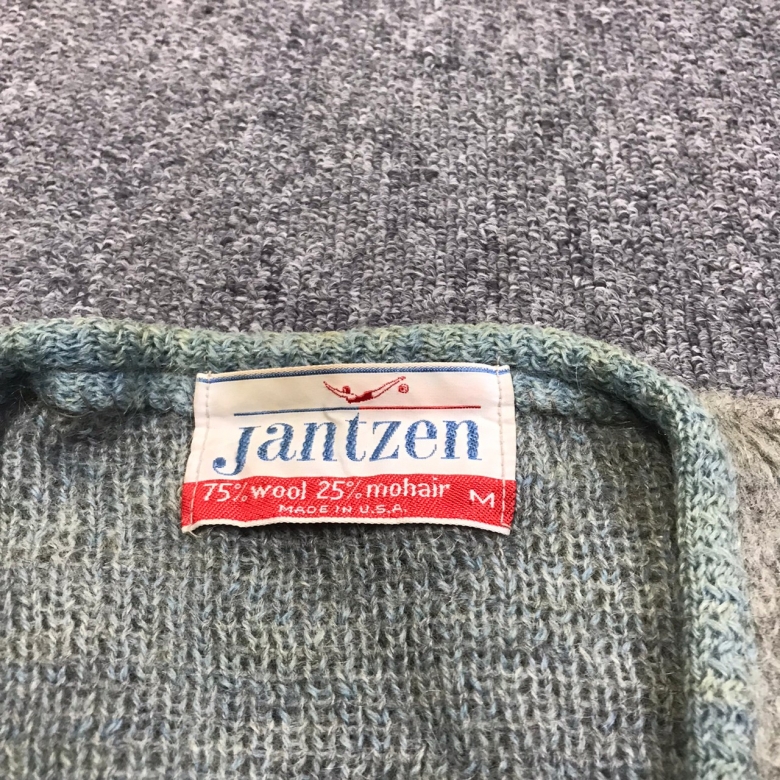 Jantzen
75% wool 25% mohair M
MADE IN U.S.A.